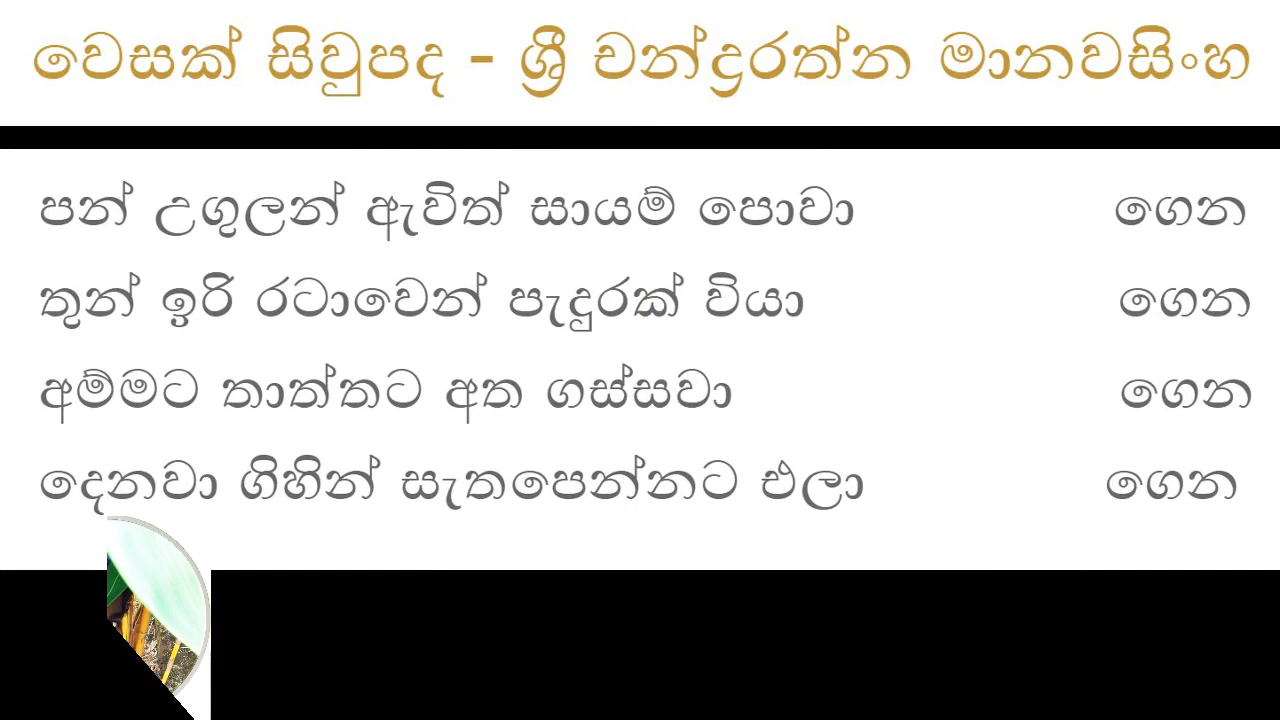 වෙසක් සිවුපද - ශ්‍රී චන්ද්‍රරත්න මානවසිංහ
පන් උගුලන් ඇවිත් සායම් පොවා ගෙන
තුන් ඉරි රටාවෙන් පැදුරක් වියා ගෙන
අම්මට තාත්තට අත ගස්සවා ගෙන
දෙනවා ගිහින් සැතපෙන්නට එලා ගෙන